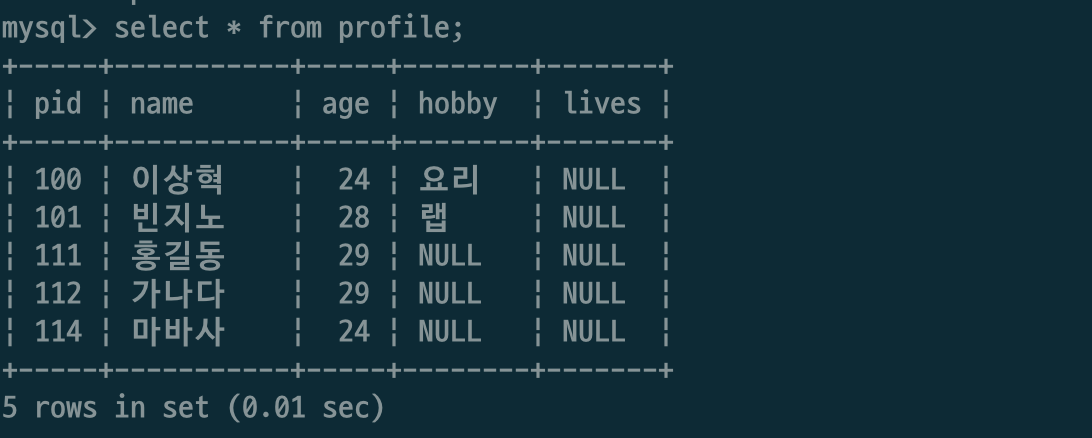 mysql> select * from profile;
+-----+-----------+-----+--------+-------+
| pid | name      | age | hobby  | lives |
+-----+-----------+-----+--------+-------+
| 100 | 이상혁    |  24 | 요리   | NULL  |
| 101 | 빈지노    |  28 | 랩     | NULL  |
| 111 | 홍길동    |  29 | NULL   | NULL  |
| 112 | 가나다    |  29 | NULL   | NULL  |
| 114 | 마바사    |  24 | NULL   | NULL  |
+-----+-----------+-----+--------+-------+
5 rows in set (0.01 sec)